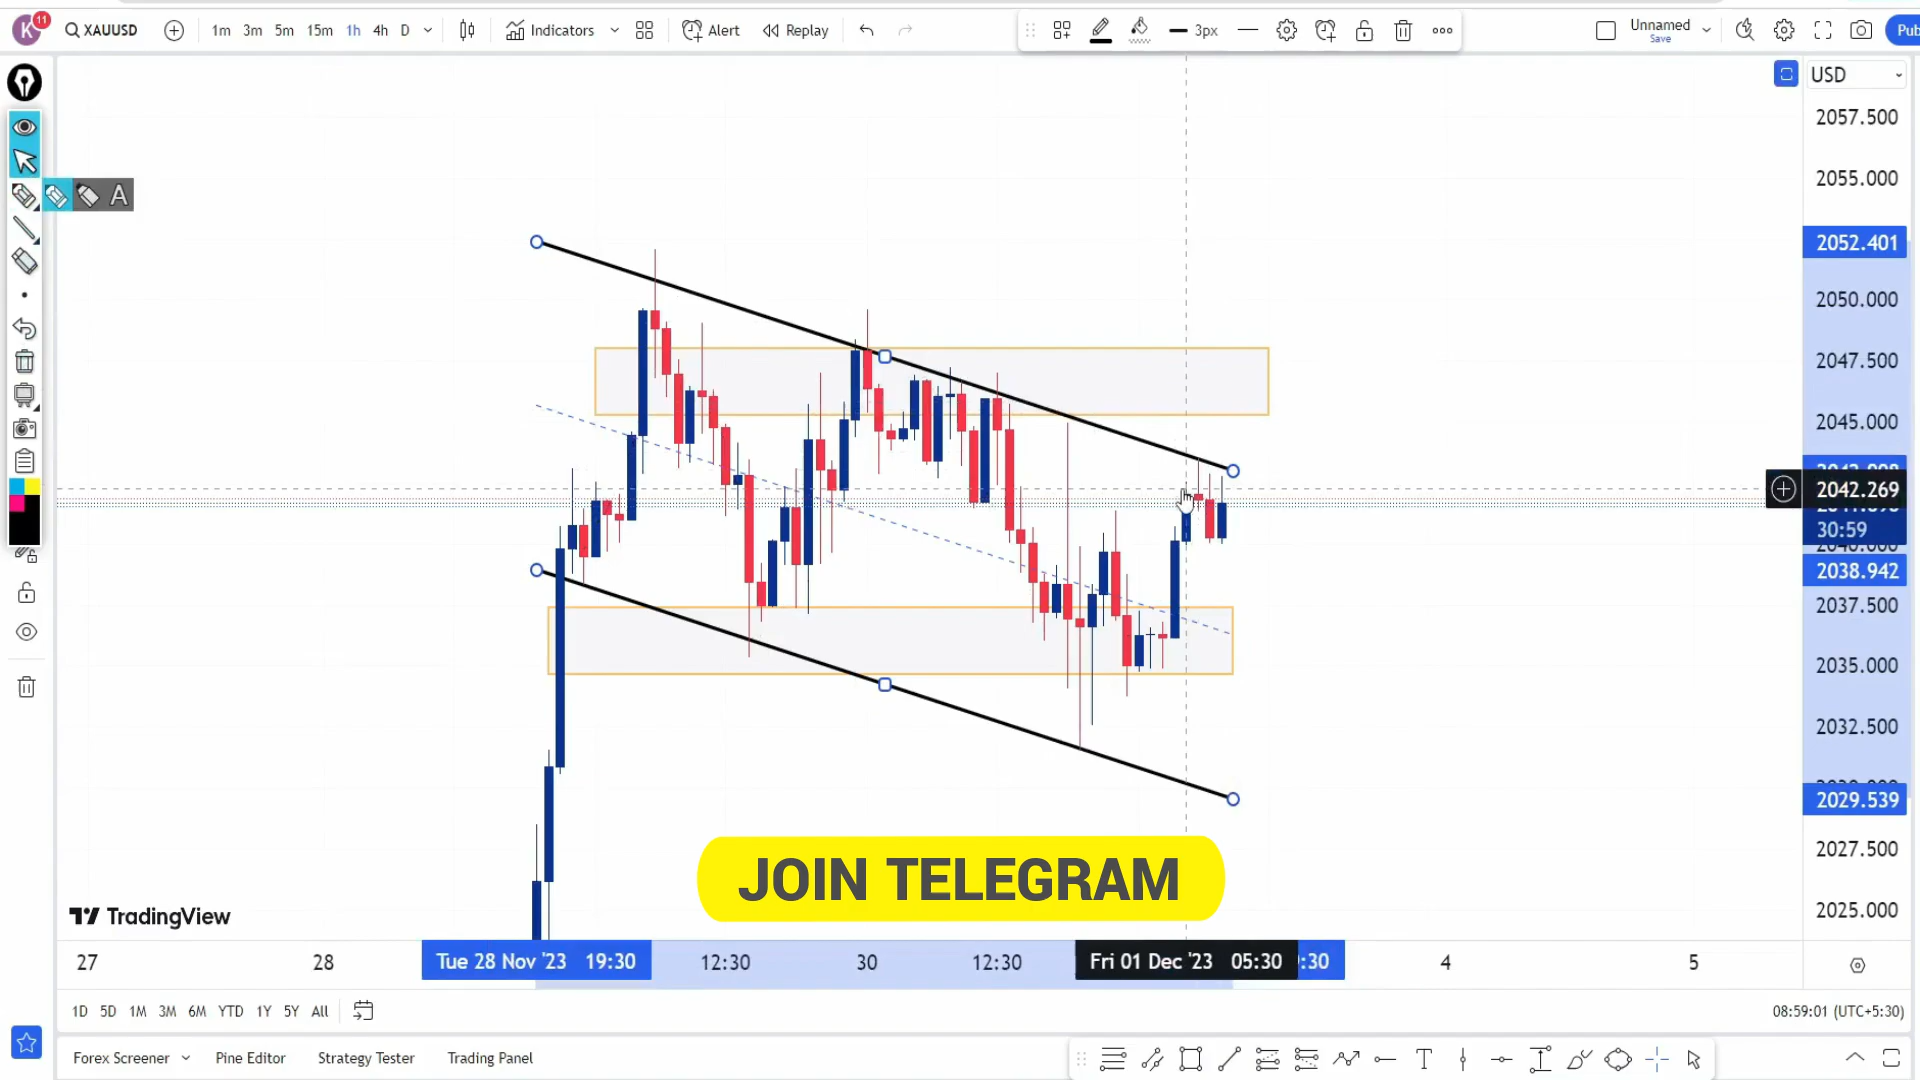 K 11 XAUUSD 1m 3m 5m 15m 1h 4h D Indicators Alert Replay 3px Unnamed Save Pub
USD
A
2057.500
2055.000
2052.401
2050.000
2047.500
2045.000
2042.269
30:59
2038.942
2037.500
2035.000
2032.500
2029.539
2027.500
2025.000
JOIN TELEGRAM
TradingView
27 28 Tue 28 Nov '23 19:30 12:30 30 12:30 Fri 01 Dec '23 05:30 :30 4 5
1D 5D 1M 3M 6M YTD 1Y 5Y All 08:59:01 (UTC+5:30)
Forex Screener Pine Editor Strategy Tester Trading Panel T